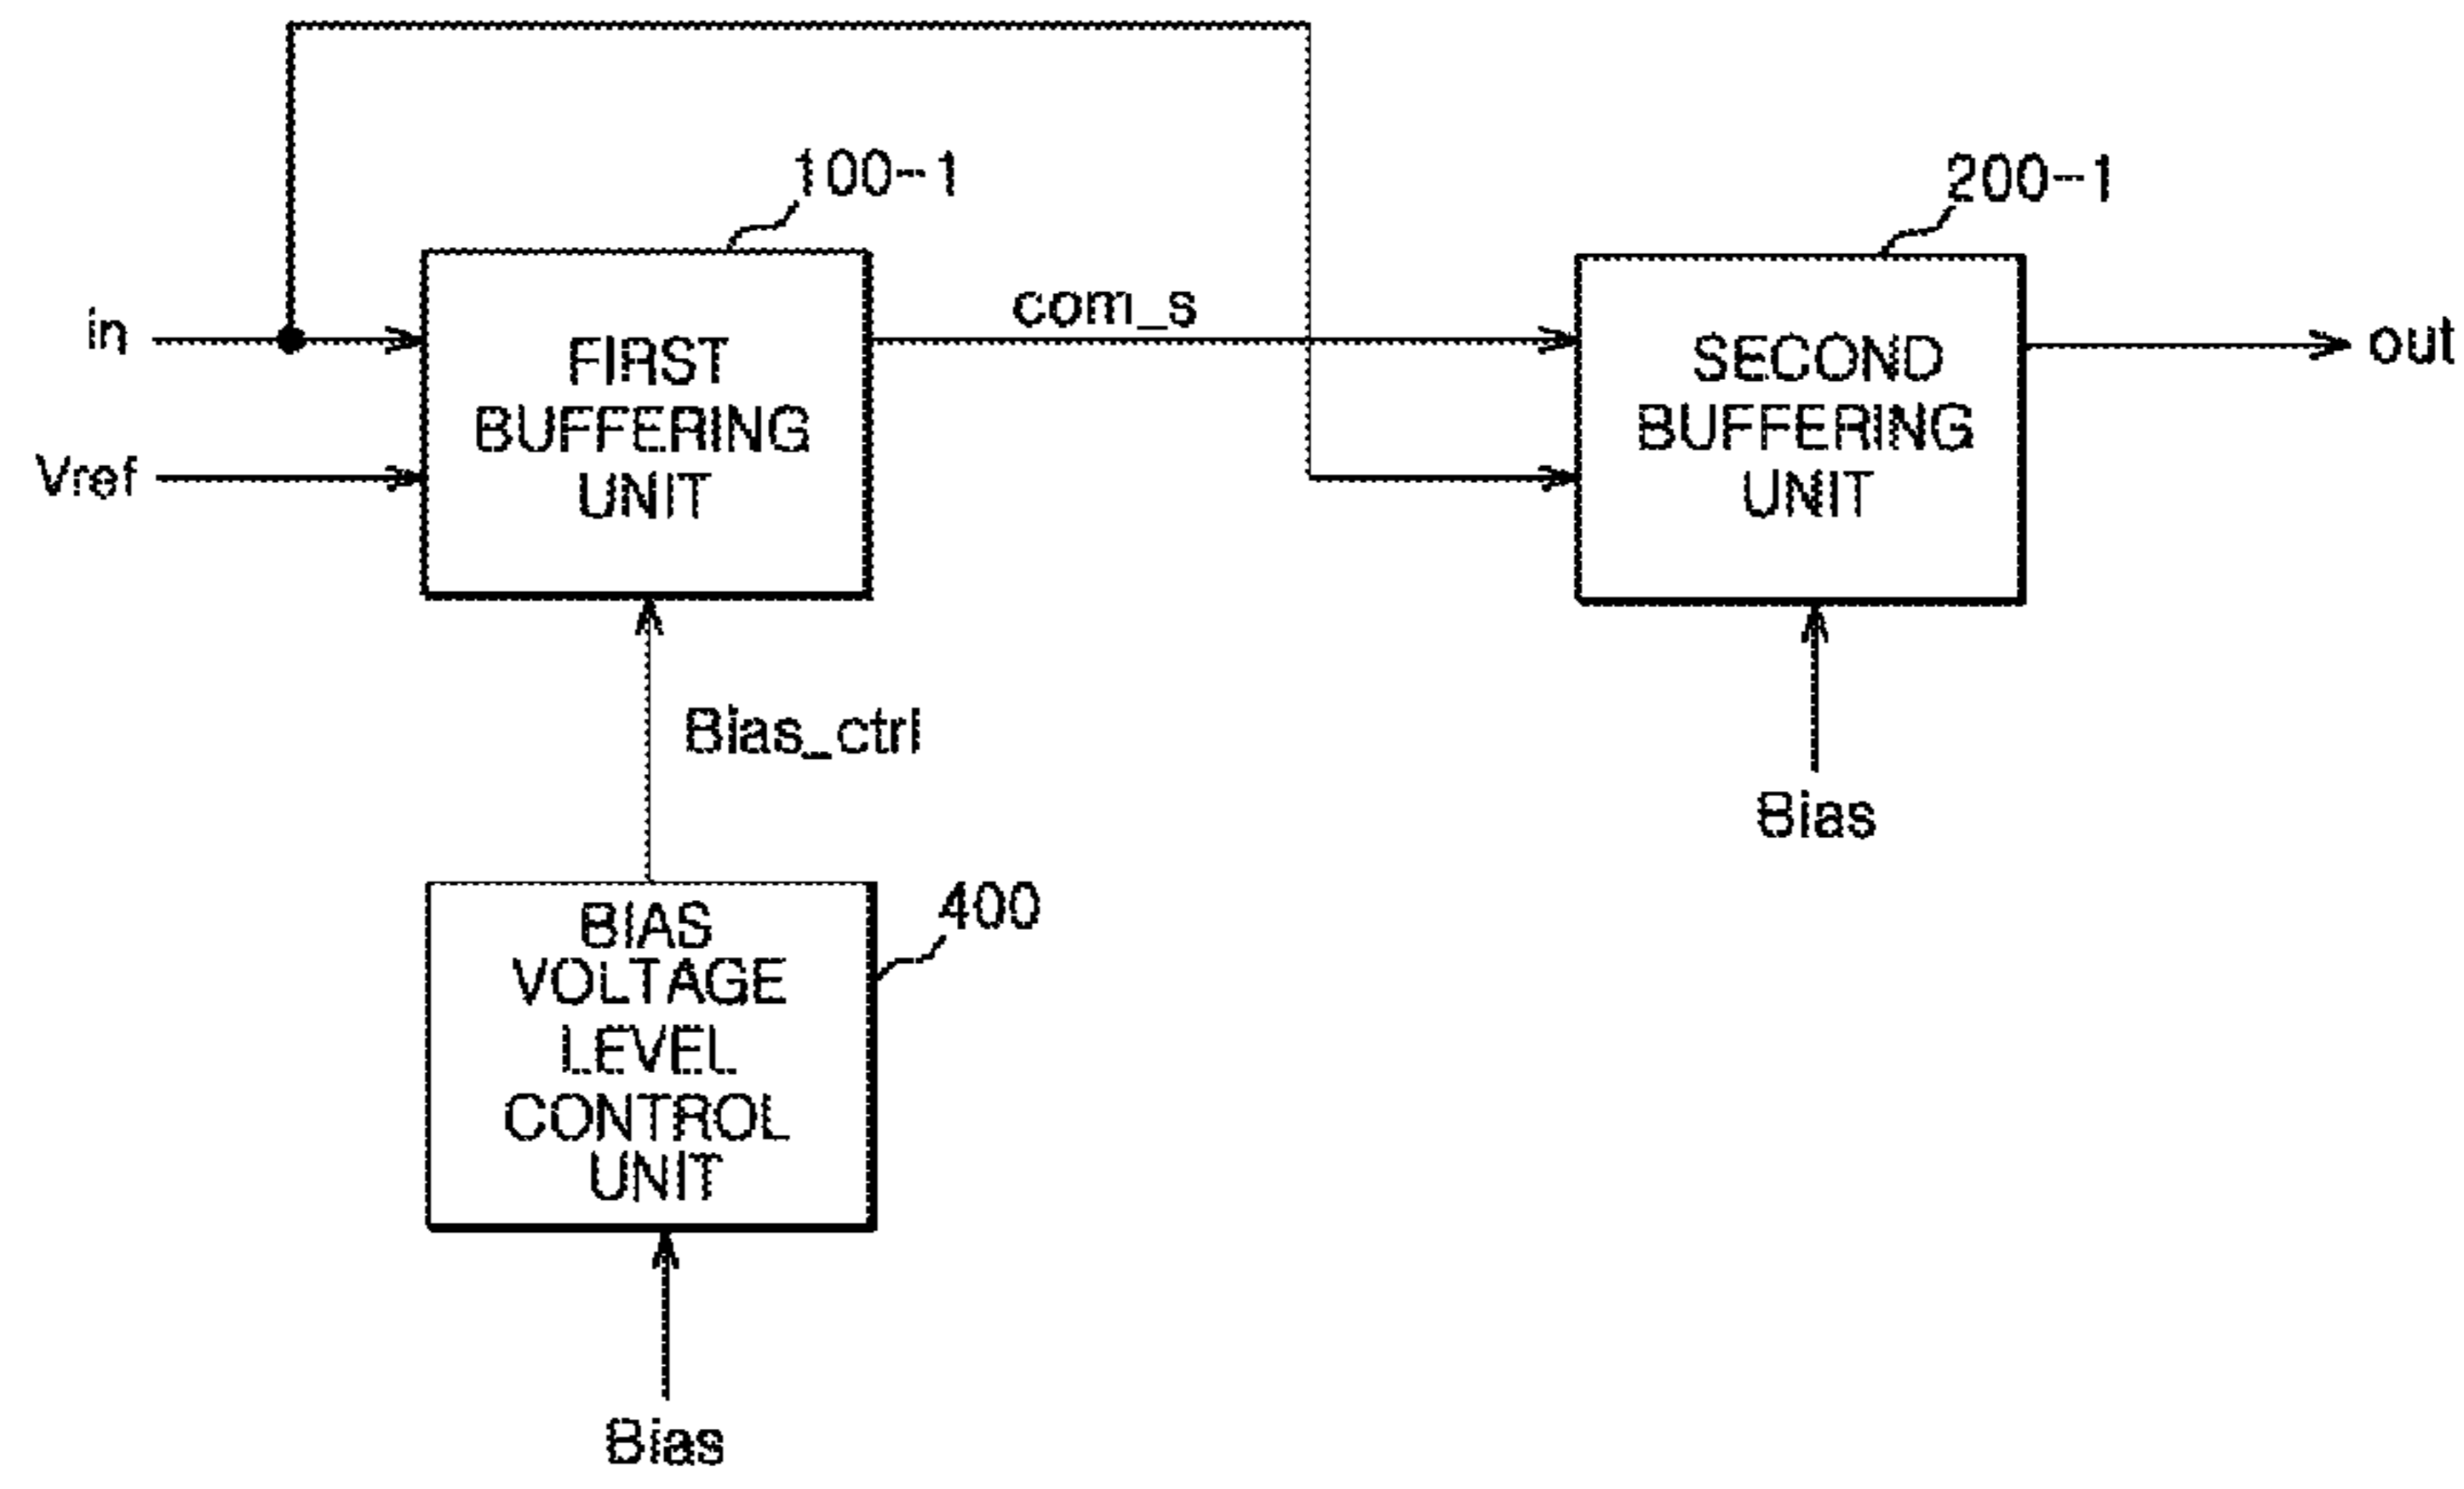 100-1
200-1
in
Vref
FIRST
BUFFERING
UNIT
com_s
SECOND
BUFFERING
UNIT
out
Bias_ctrl
Bias
BIAS
VOLTAGE
LEVEL
CONTROL
UNIT
400
Bias